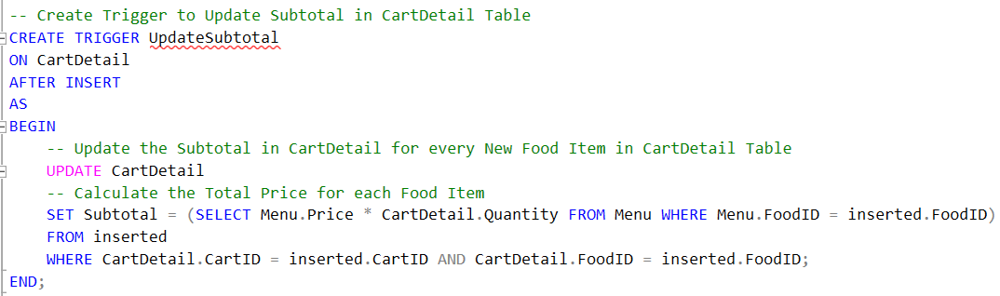 -- Create Trigger to Update Subtotal in CartDetail Table
CREATE TRIGGER UpdateSubtotal
ON CartDetail
AFTER INSERT
AS
BEGIN
    -- Update the Subtotal in CartDetail for every New Food Item in CartDetail Table
    UPDATE CartDetail
    -- Calculate the Total Price for each Food Item
    SET Subtotal = (SELECT Menu.Price * CartDetail.Quantity FROM Menu WHERE Menu.FoodID = inserted.FoodID)
    FROM inserted
    WHERE CartDetail.CartID = inserted.CartID AND CartDetail.FoodID = inserted.FoodID;
END;